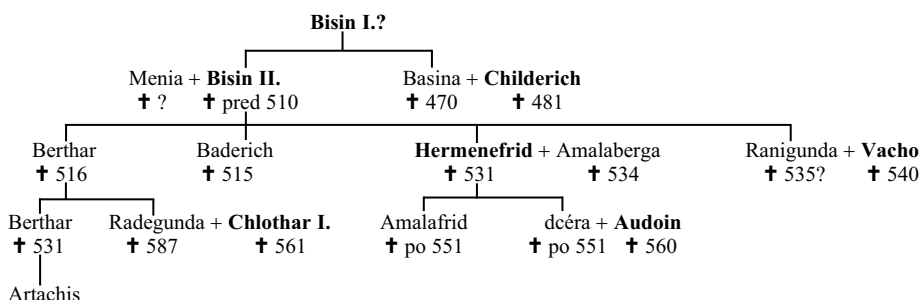 Bisin I.?
Menia + Bisin II. Basina + Childerich
✝ ? ✝ pred 510 ✝ 470 ✝ 481
Berthar Baderich Hermenefrid + Amalaberga Ranigunda + Vacho
✝ 516 ✝ 515 ✝ 531 ✝ 534 ✝ 535? ✝ 540
Berthar Radegunda + Chlothar I. Amalafrid dcéra + Audoin
✝ 531 ✝ 587 ✝ 561 ✝ po 551 ✝ po 551 ✝ 560
Artachis